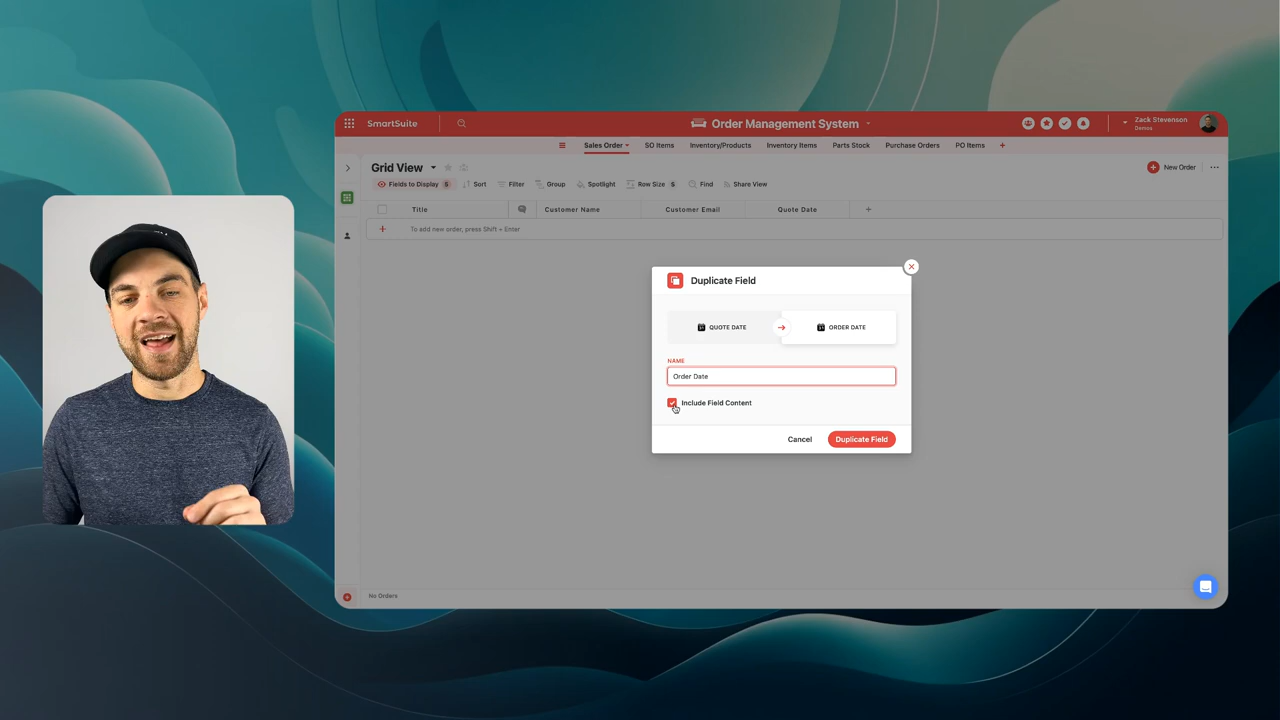 SmartSuite
Order Management System
Zack Stevenson
Demos
Sales Order
SO Items
Inventory/Products
Inventory Items
Parts Stock
Purchase Orders
PO Items
Grid View
New Order
Fields to Display 5
Sort
Filter
Group
Spotlight
Row Size S
Find
Share View
Title
Customer Name
Customer Email
Quote Date
To add new order, press Shift + Enter
Duplicate Field
QUOTE DATE
ORDER DATE
NAME
Order Date
Include Field Content
Cancel
Duplicate Field
No Orders